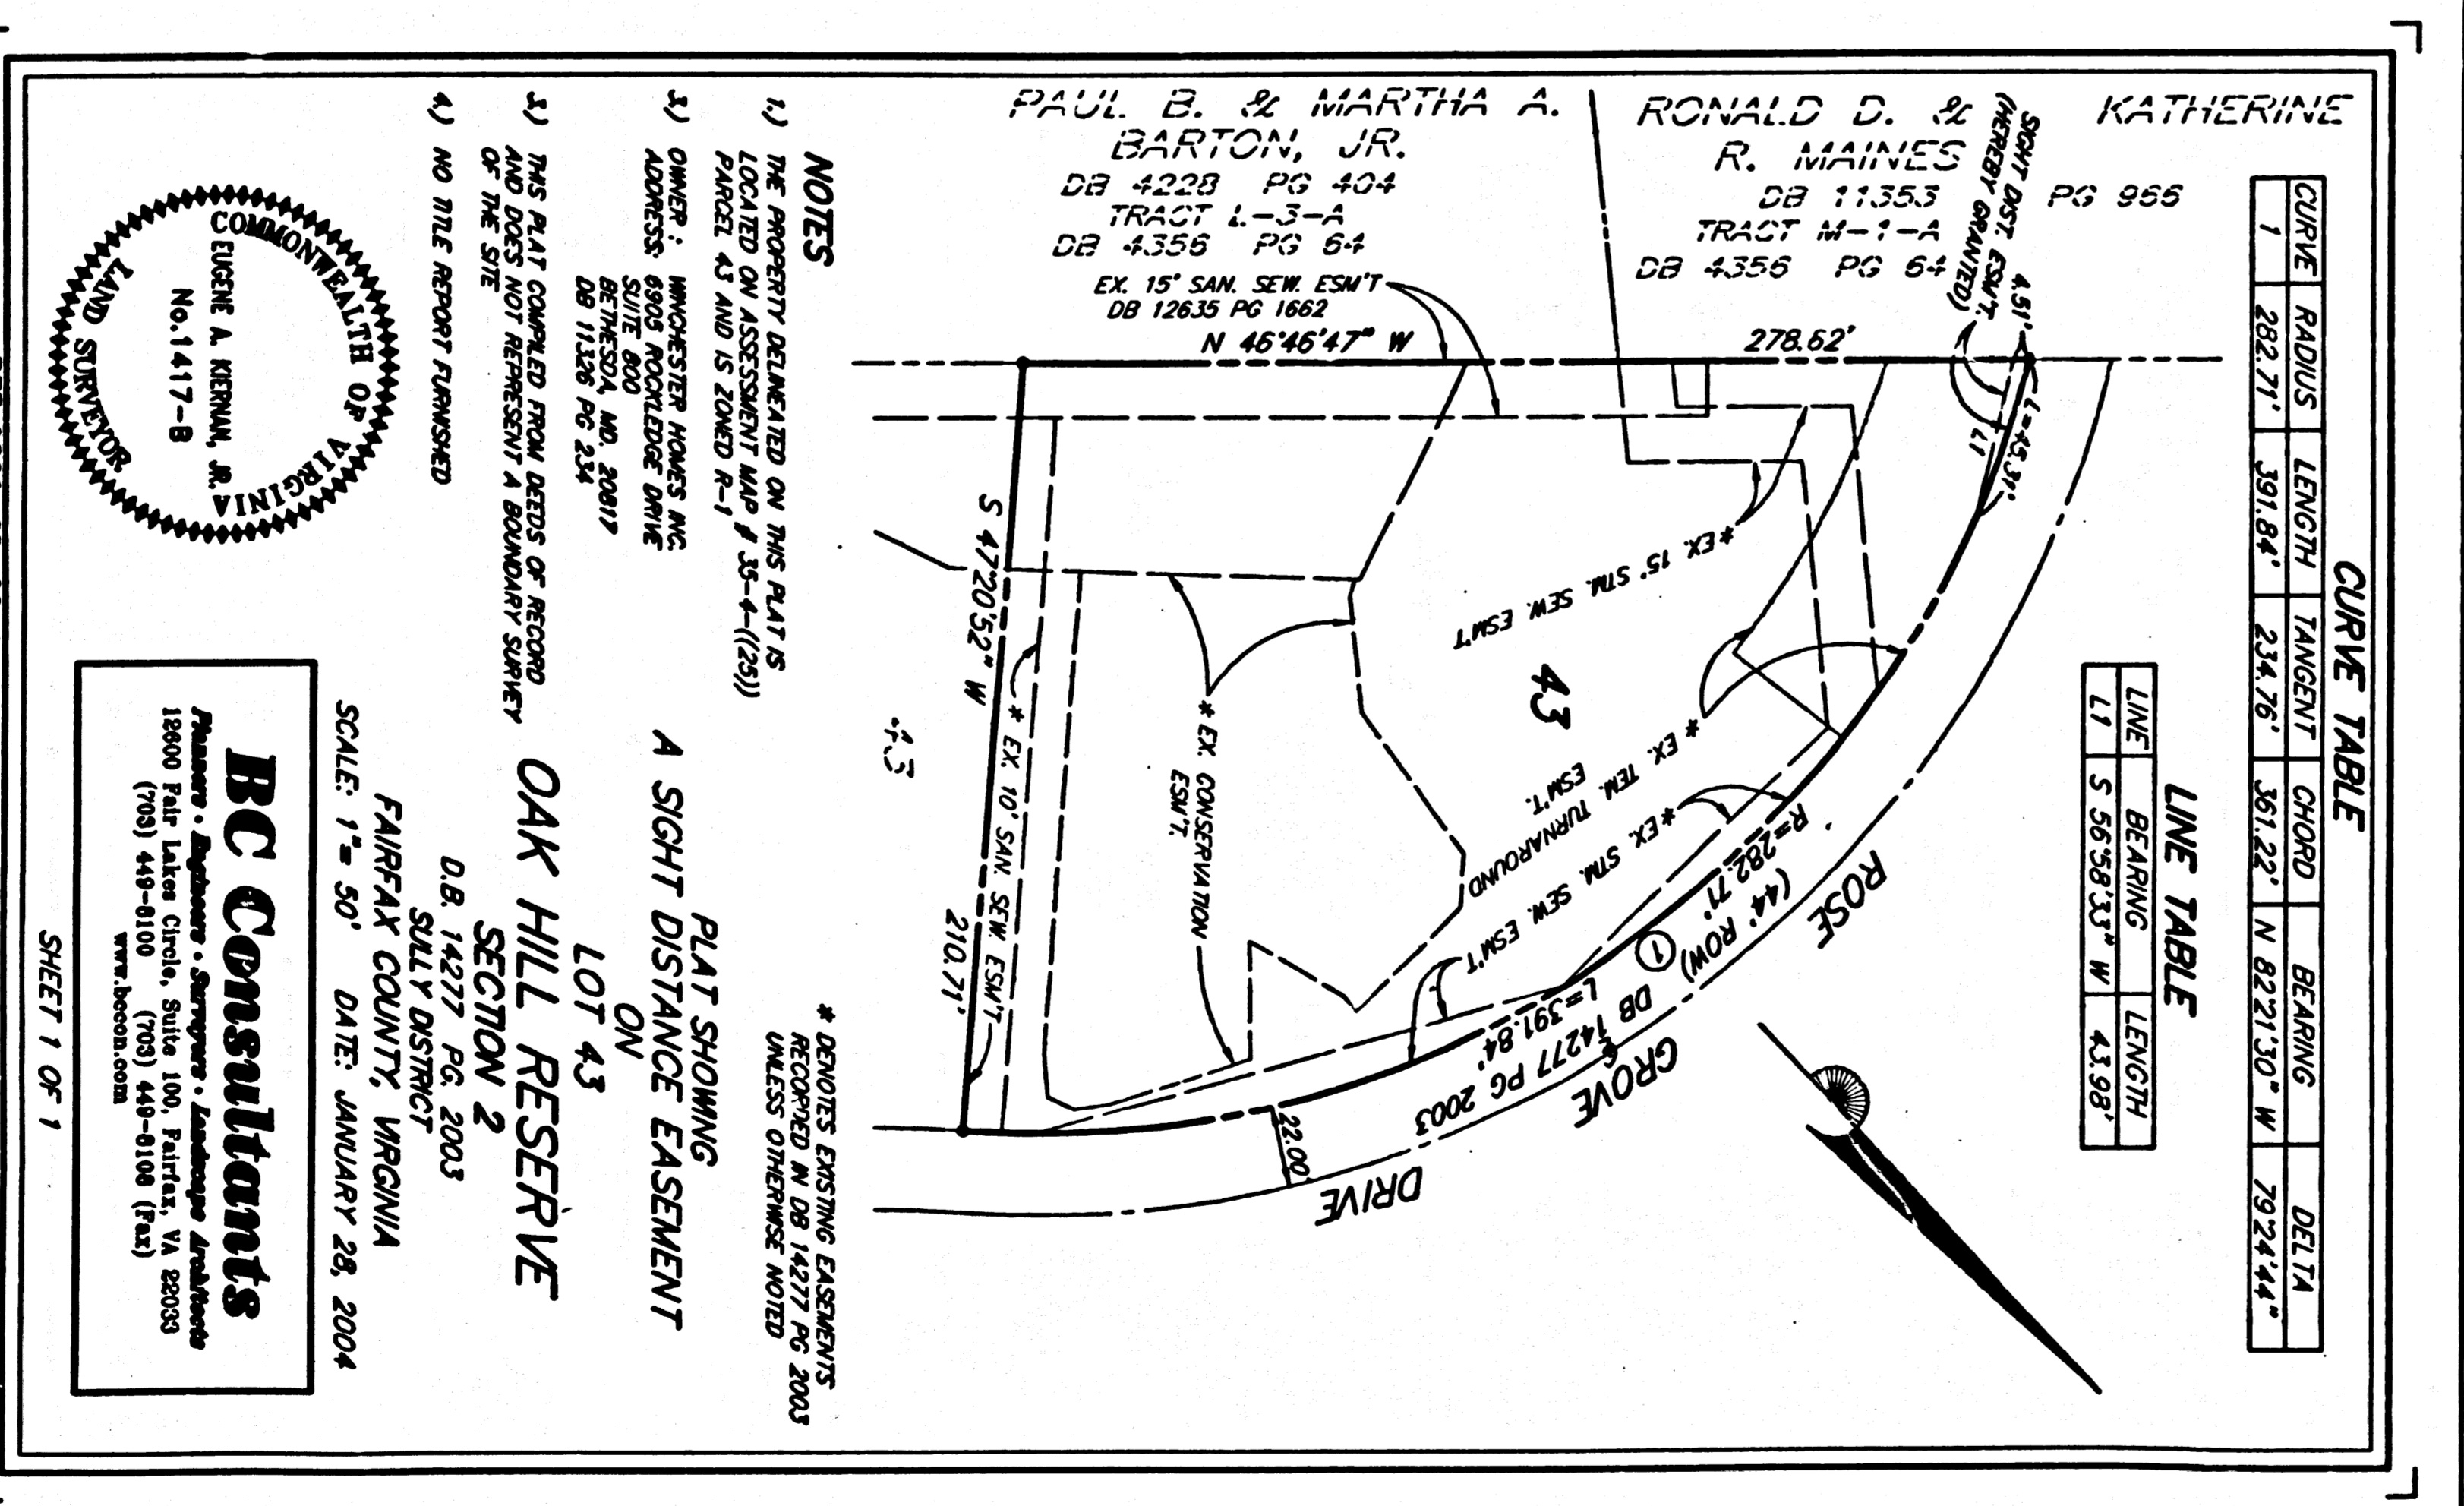 CURVE TABLE
CURVE RADIUS LENGTH TANGENT CHORD BEARING DELTA
1 282.71' 391.84' 234.76' 361.22' N 82°21'30" W 79°24'44"
LINE TABLE
LINE BEARING LENGTH
L1 S 56°58'33" W 43.98'
PAUL B. & MARTHA A.
BARTON, JR.
DB 4228 PG 404
TRACT L-3-A
DB 4356 PG 64
EX. 15' SAN. SEW. ESM'T
DB 12635 PG 1662
N 46°46'47" W
RONALD D. & KATHERINE
R. MAINES
DB 11353 PG 966
TRACT M-1-A
DB 4356 PG 64
278.62'
SIGHT DIST. ESM'T.
(HEREBY GRANTED)
4.51'
L=45.31'
L1
* EX. 15' STM. SEW. ESM'T
43
* EX. TEM. TURNAROUND
ESM'T.
* EX. STM. SEW. ESM'T
* EX. CONSERVATION
ESM'T.
R=282.71'
(44' ROW)
1
L=391.84'
DB 14277 PG 2003
ROSE
GROVE
DRIVE
22.00'
S 47°20'52" W
210.71'
* EX. 10' SAN. SEW. ESM'T
43
NOTES
1.) THE PROPERTY DELINEATED ON THIS PLAT IS
LOCATED ON ASSESSMENT MAP # 35-4-((25))
PARCEL 43 AND IS ZONED R-1,
2.) OWNER : WINCHESTER HOMES INC.
ADDRESS: 6905 ROCKLEDGE DRIVE
SUITE 800
BETHESDA, MD. 20817
DB 11326 PG 234
3.) THIS PLAT COMPILED FROM DEEDS OF RECORD
AND DOES NOT REPRESENT A BOUNDARY SURVEY
OF THE SITE
4.) NO TITLE REPORT FURNISHED
* DENOTES EXISTING EASEMENTS
RECORDED IN DB 14277 PG 2003
UNLESS OTHERWISE NOTED
PLAT SHOWING
A SIGHT DISTANCE EASEMENT
ON
LOT 43
OAK HILL RESERVE
SECTION 2
D.B. 14277 PG. 2003
SULLY DISTRICT
FAIRFAX COUNTY, VIRGINIA
SCALE: 1"= 50' DATE: JANUARY 28, 2004
COMMONWEALTH OF VIRGINIA
EUGENE A. KIERNAN, JR.
No.1417-B
LAND SURVEYOR
BC Consultants
Planners • Engineers • Surveyors • Landscape Architects
12600 Fair Lakes Circle, Suite 100, Fairfax, VA 22033
(703) 449-8100 (703) 449-8108 (Fax)
www.bccon.com
SHEET 1 OF 1